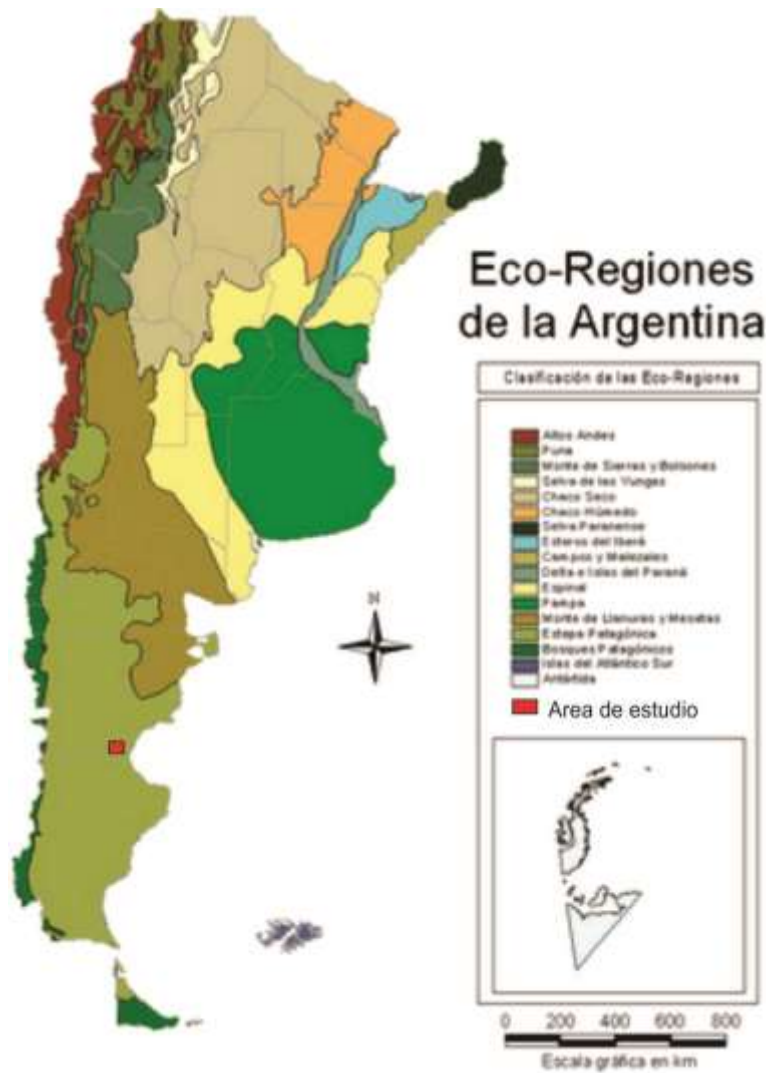 Eco-Regiones
de la Argentina
Clasificación de las Eco-Regiones
Altos Andes
Puna
Monte de Sierras y Bolsones
Selva de las Yungas
Chaco Seco
Chaco Húmedo
Selva Paranense
Esteros del Iberá
Campos y Malezales
Delta e Islas del Paraná
Espinal
Pampa
Monte de Llanuras y Mesetas
Estepa Patagónica
Bosques Patagónicos
Islas del Atlántico Sur
Antártida
Area de estudio
N
0 200 400 600 800
Escala gráfica en km